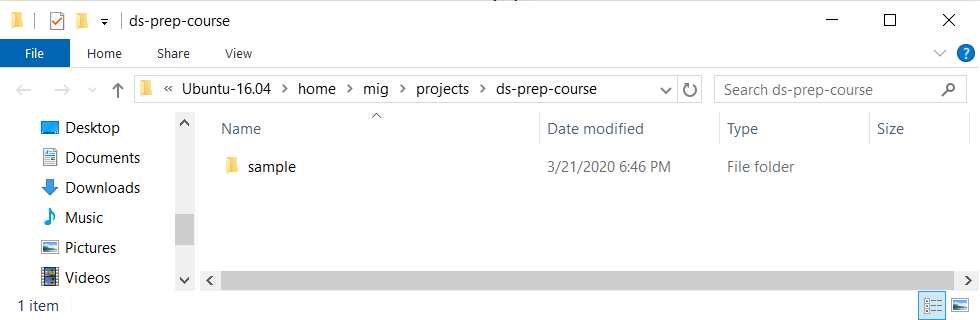 ds-prep-course
File Home Share View
« Ubuntu-16.04 > home > mig > projects > ds-prep-course Search ds-prep-course
Desktop
Documents
Downloads
Music
Pictures
Videos
Name Date modified Type Size
sample 3/21/2020 6:46 PM File folder
1 item